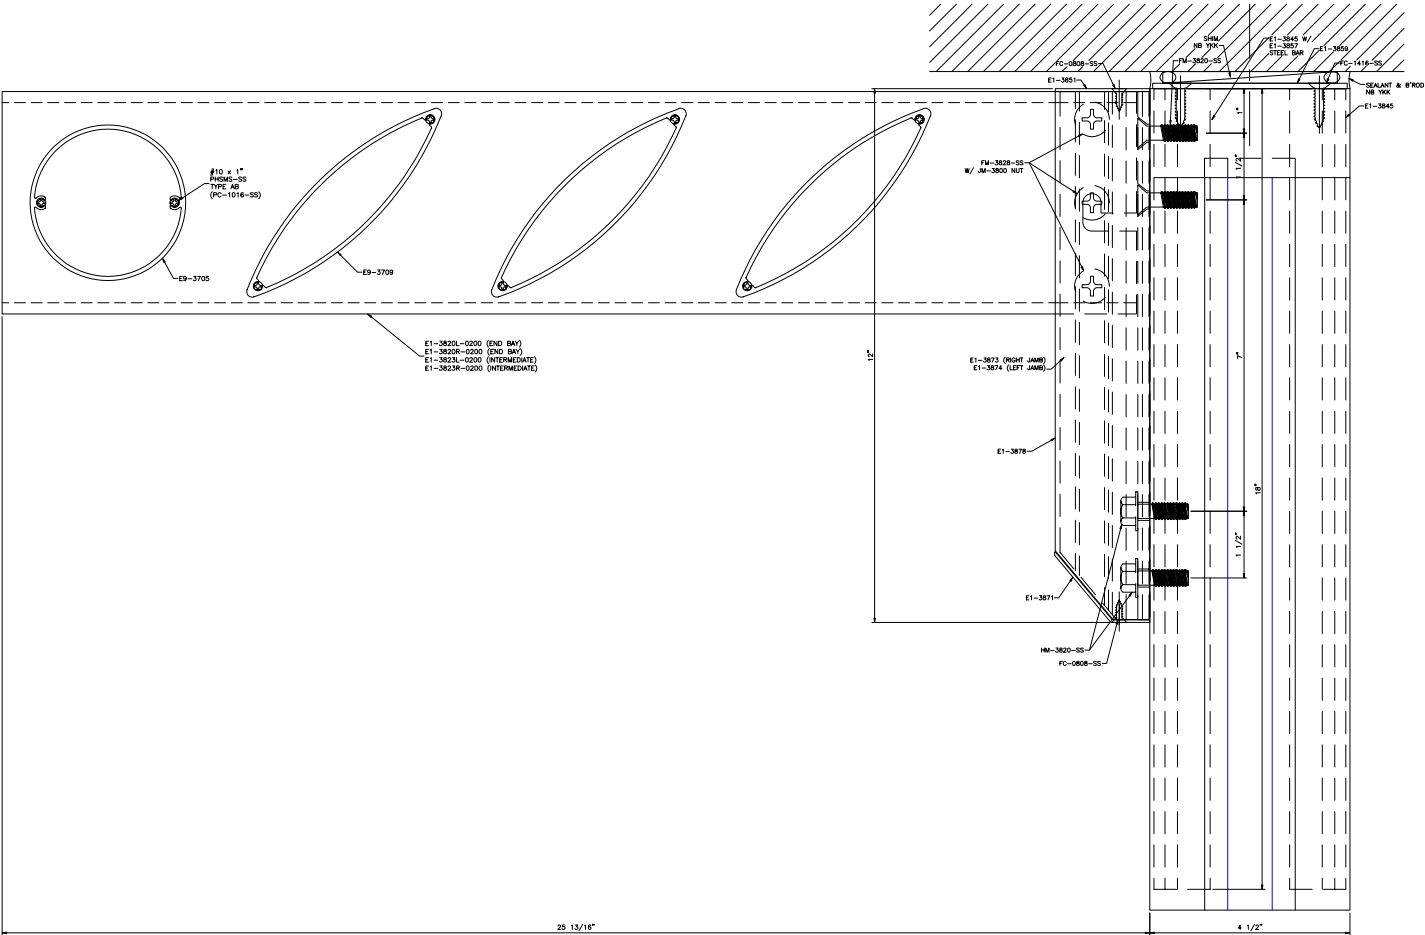 SHIM
NB YKK
E1-3845 W/
E1-3857
STEEL BAR
E1-3859
FM-3820-SS
FC-0808-SS
FC-1416-SS
E1-3851
SEALANT & B'ROD
NB YKK
E1-3845
1"
1/2"
#10 x 1"
PHSMS-SS
TYPE AB
(PC-1016-SS)
FM-3828-SS
W/ JM-3800 NUT
E9-3705
E9-3709
E1-3820L-0200 (END BAY)
E1-3820R-0200 (END BAY)
E1-3823L-0200 (INTERMEDIATE)
E1-3823R-0200 (INTERMEDIATE)
12"
7"
E1-3873 (RIGHT JAMB)
E1-3874 (LEFT JAMB)
E1-3878
18"
1 1/2"
E1-3871
HM-3820-SS
FC-0808-SS
25 13/16"
4 1/2"